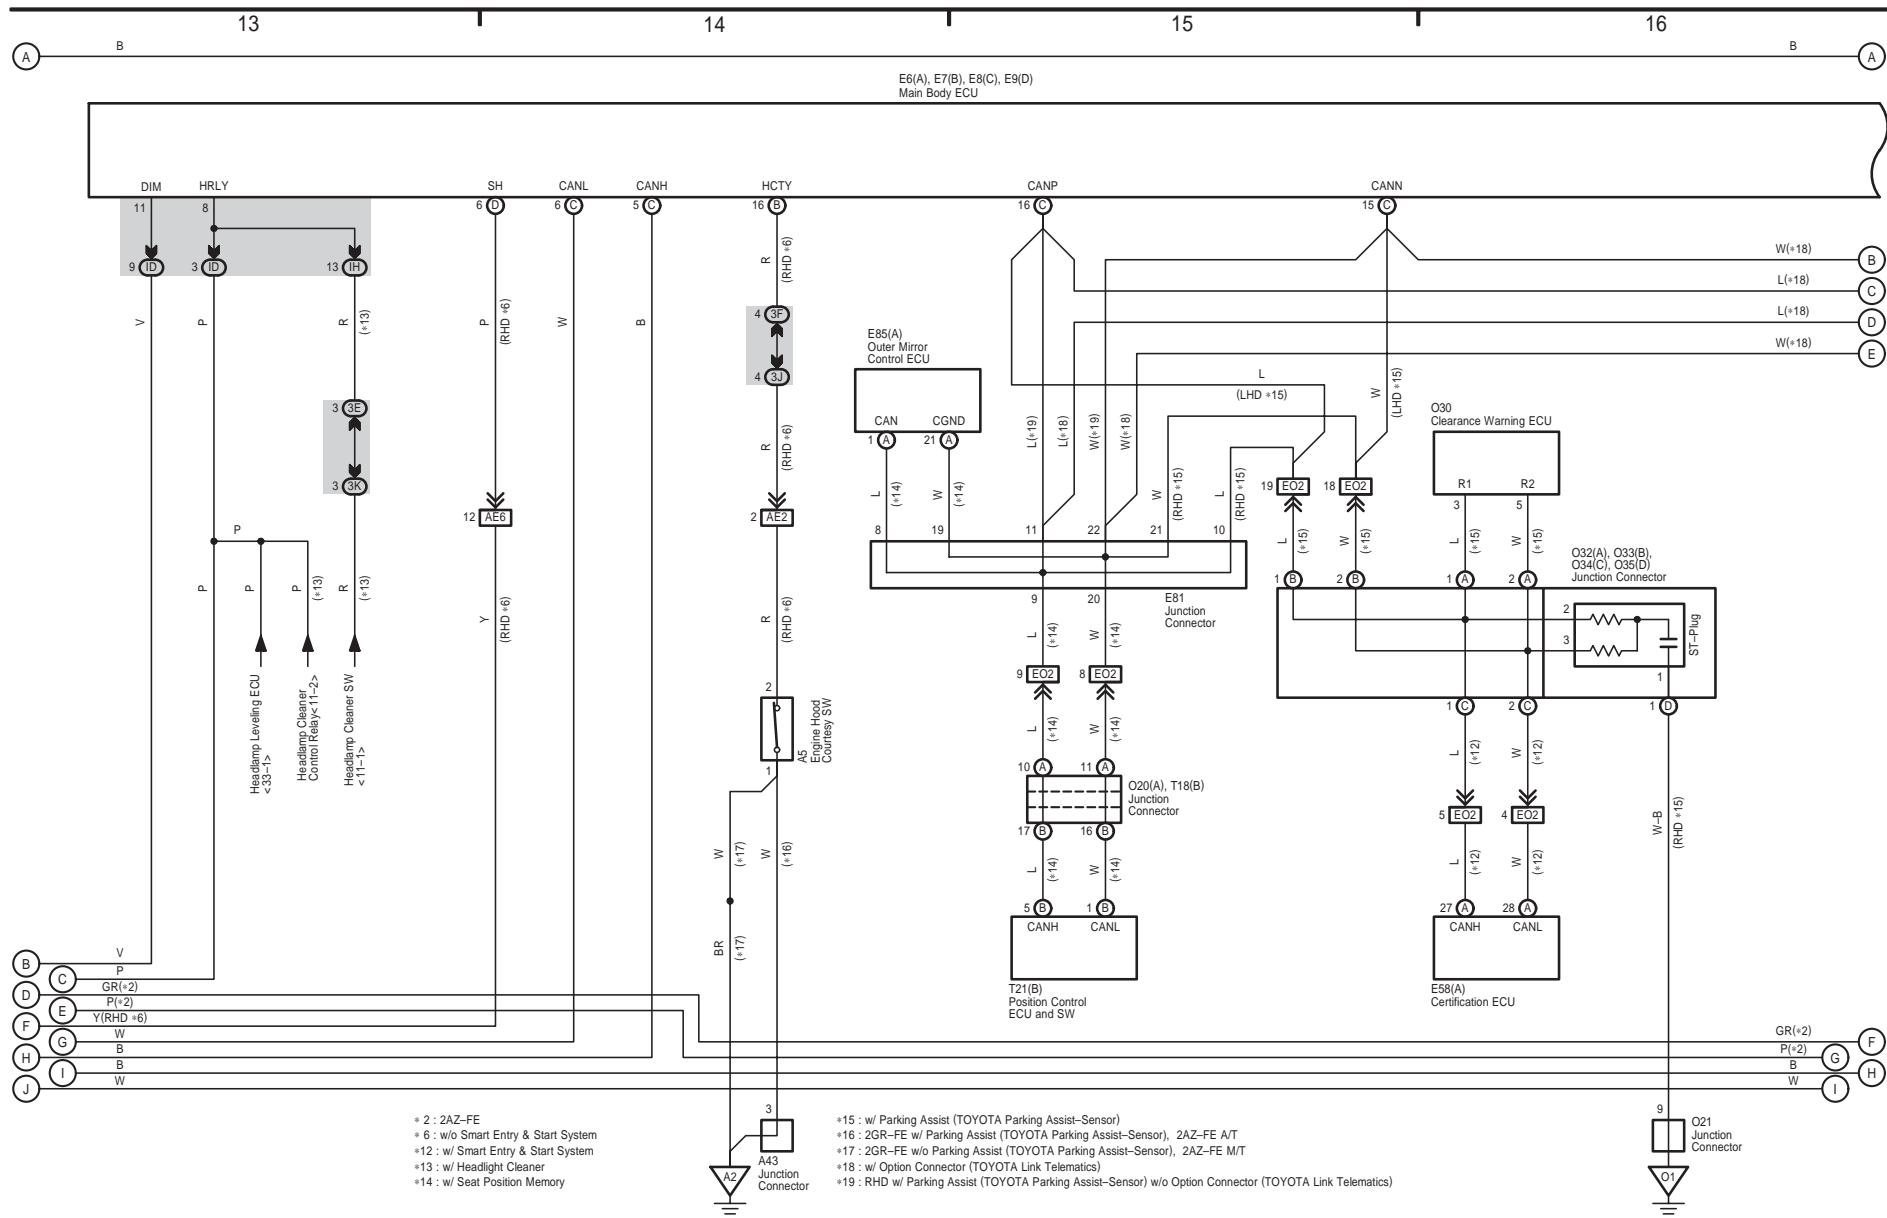 13 14 15 16
A B B A
E6(A), E7(B), E8(C), E9(D)
Main Body ECU
DIM HRLY SH CANL CANH HCTY CANP CANN
11 8 6 D 6 C 5 C 16 B 16 C 15 C
9 ID 3 ID 13 IH
W(*18) B
L(*18) C
L(*18) D
W(*18) E
V P R (*13) P (RHD *6) W B R (RHD *6)
4 3F
4 3J
E85(A)
Outer Mirror
Control ECU
CAN CGND
1 A 21 A
L (*14) W (*14)
L(*19) L(*18) W(*19) W(*18)
L
(LHD *15)
W (LHD *15)
W (RHD *15) L (RHD *15)
O30
Clearance Warning ECU
R1 R2
3 5
3 3E
3 3K
R (RHD *6)
12 AE6 2 AE2
19 EO2 18 EO2
8 19 11 22 21 10
L (*15) W (*15) L (*15) W (*15)
O32(A), O33(B),
O34(C), O35(D)
Junction Connector
1 B 2 B 1 A 2 A
P
P P P (*13) R (*13)
Y (RHD *6) R (RHD *6)
9 20
E81
Junction
Connector
2
3
1
ST–Plug
L (*14) W (*14)
9 EO2 8 EO2
1 C 2 C 1 D
Headlamp Leveling ECU
<33–1>
Headlamp Cleaner
Control Relay<11–2>
Headlamp Cleaner SW
<11–1>
2
1
A5
Engine Hood
Courtesy SW
L (*14) W (*14)
10 A 11 A
O20(A), T18(B)
Junction
Connector
17 B 16 B
L (*12) W (*12)
5 EO2 4 EO2
W–B (RHD *15)
W (*17) W (*16)
L (*14) W (*14)
L (*12) W (*12)
5 B 1 B
CANH CANL
T21(B)
Position Control
ECU and SW
27 A 28 A
CANH CANL
E58(A)
Certification ECU
BR (*17)
B V
C P
D GR(*2)
E P(*2)
F Y(RHD *6)
G W
H B
I B
J W
GR(*2) F
P(*2) G
B H
W I
* 2 : 2AZ–FE
* 6 : w/o Smart Entry & Start System
*12 : w/ Smart Entry & Start System
*13 : w/ Headlight Cleaner
*14 : w/ Seat Position Memory
3
A43
Junction
Connector
A2
*15 : w/ Parking Assist (TOYOTA Parking Assist–Sensor)
*16 : 2GR–FE w/ Parking Assist (TOYOTA Parking Assist–Sensor), 2AZ–FE A/T
*17 : 2GR–FE w/o Parking Assist (TOYOTA Parking Assist–Sensor), 2AZ–FE M/T
*18 : w/ Option Connector (TOYOTA Link Telematics)
*19 : RHD w/ Parking Assist (TOYOTA Parking Assist–Sensor) w/o Option Connector (TOYOTA Link Telematics)
9
O21
Junction
Connector
O1